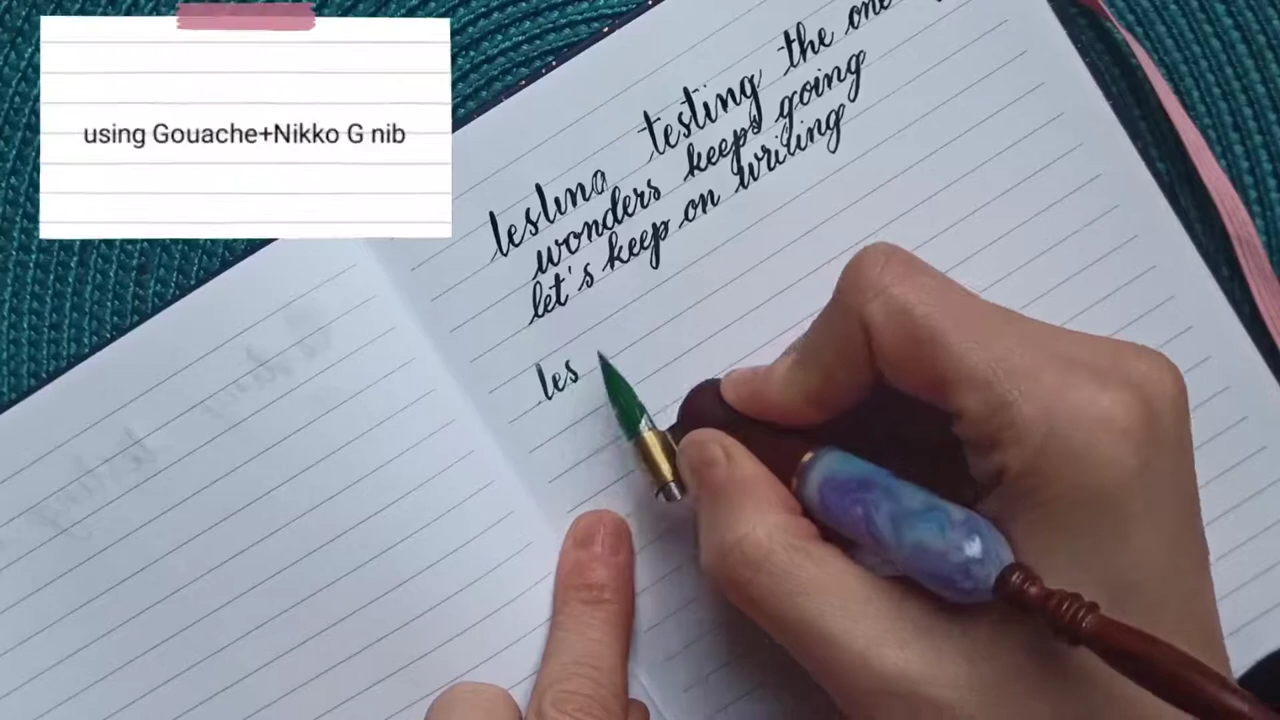 using Gouache+Nikko G nib
testing testing the one
wonders keeps going
let's keep on writing
les